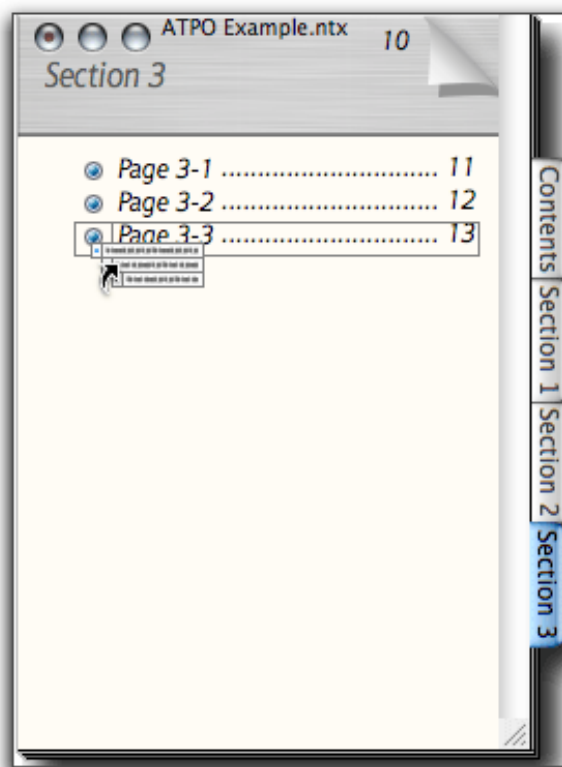 ATPO Example.ntx
10
Section 3
Page 3-1 ............................. 11
Page 3-2 ............................. 12
Page 3-3 ............................. 13
Contents
Section 1
Section 2
Section 3